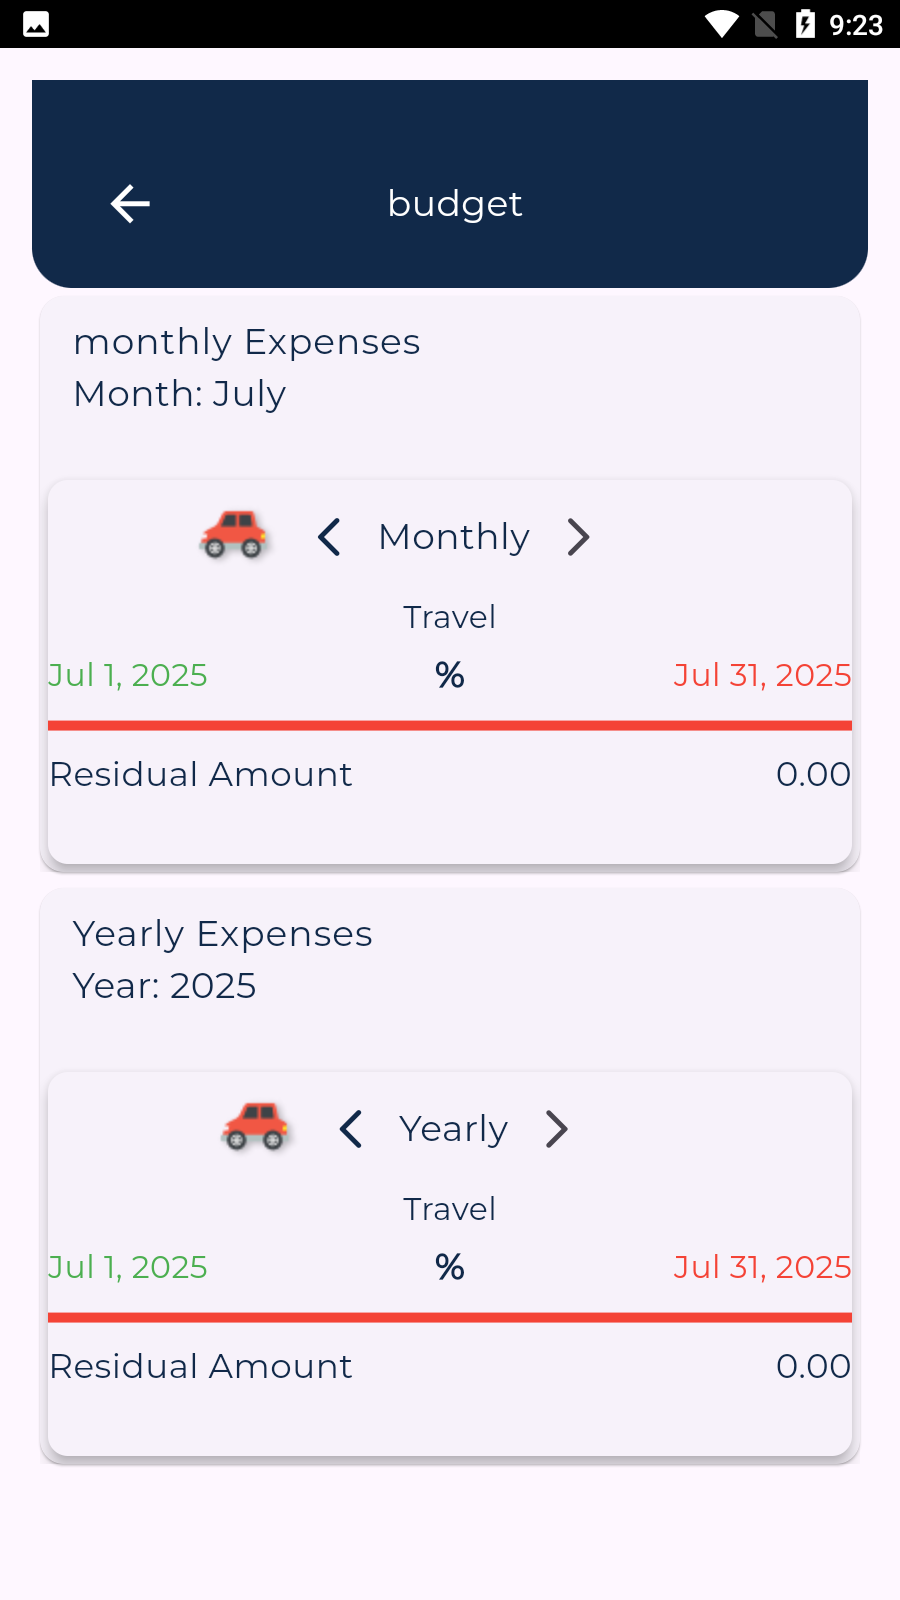 9:23
budget
monthly Expenses
Month: July
Monthly
Travel
Jul 1, 2025 % Jul 31, 2025
Residual Amount 0.00
Yearly Expenses
Year: 2025
Yearly
Travel
Jul 1, 2025 % Jul 31, 2025
Residual Amount 0.00